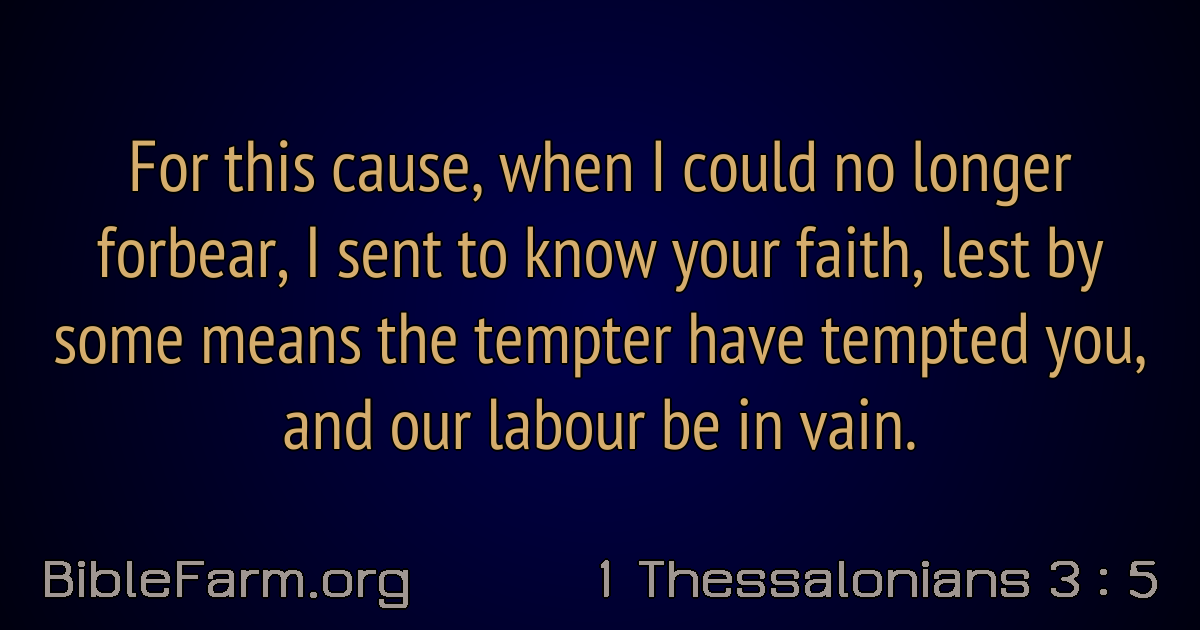 For this cause, when I could no longer
forbear, I sent to know your faith, lest by
some means the tempter have tempted you,
and our labour be in vain.
BibleFarm.org
1 Thessalonians 3 : 5